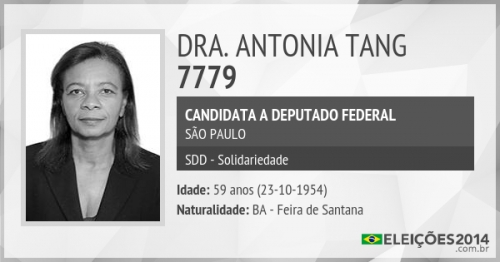 DRA. ANTONIA TANG
7779
CANDIDATA A DEPUTADO FEDERAL
SÃO PAULO
SDD - Solidariedade
Idade: 59 anos (23-10-1954)
Naturalidade: BA - Feira de Santana
ELEIÇÕES2014
.com.br